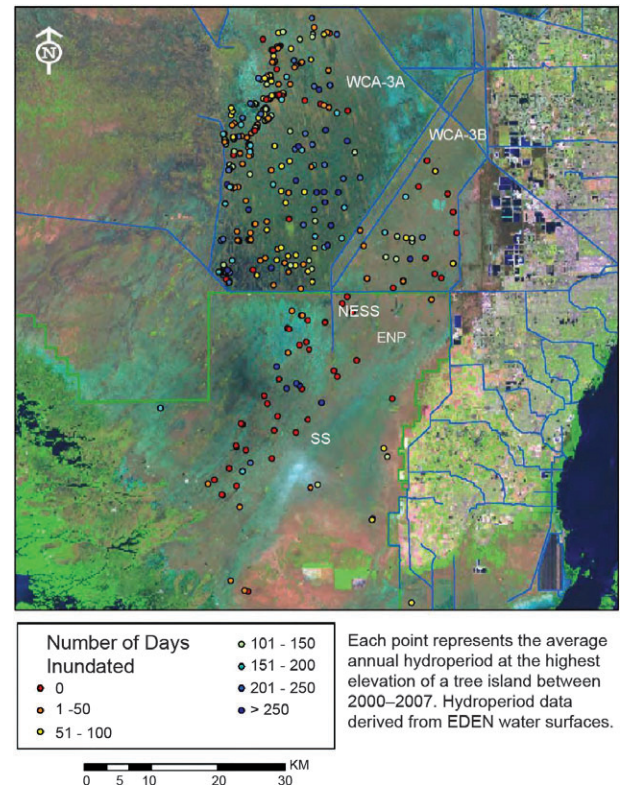 N
WCA-3A
WCA-3B
NESS
ENP
SS
Number of Days
Inundated
0
1 -50
51 - 100
101 - 150
151 - 200
201 - 250
> 250
Each point represents the average
annual hydroperiod at the highest
elevation of a tree island between
2000–2007. Hydroperiod data
derived from EDEN water surfaces.
KM
0 5 10 20 30